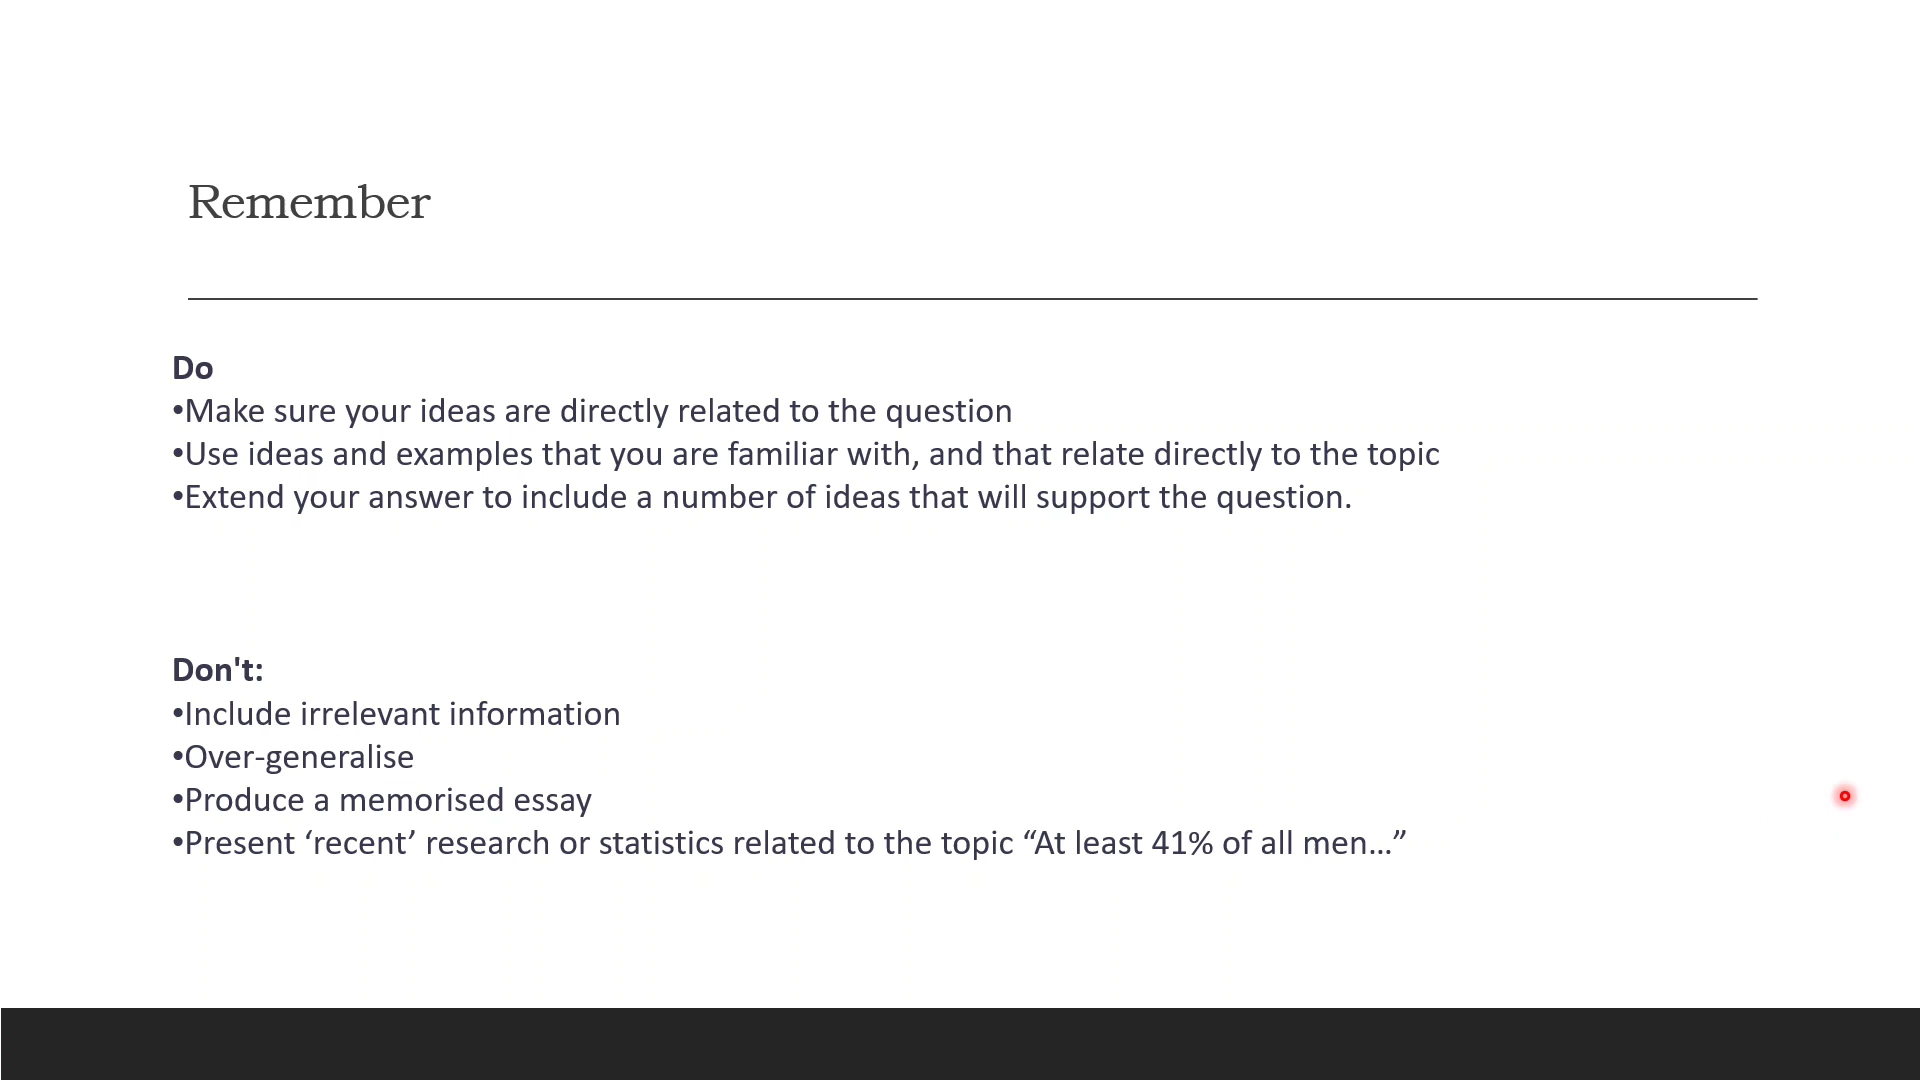 Remember
Do
•Make sure your ideas are directly related to the question
•Use ideas and examples that you are familiar with, and that relate directly to the topic
•Extend your answer to include a number of ideas that will support the question.
Don't:
•Include irrelevant information
•Over-generalise
•Produce a memorised essay
•Present ‘recent’ research or statistics related to the topic “At least 41% of all men…”